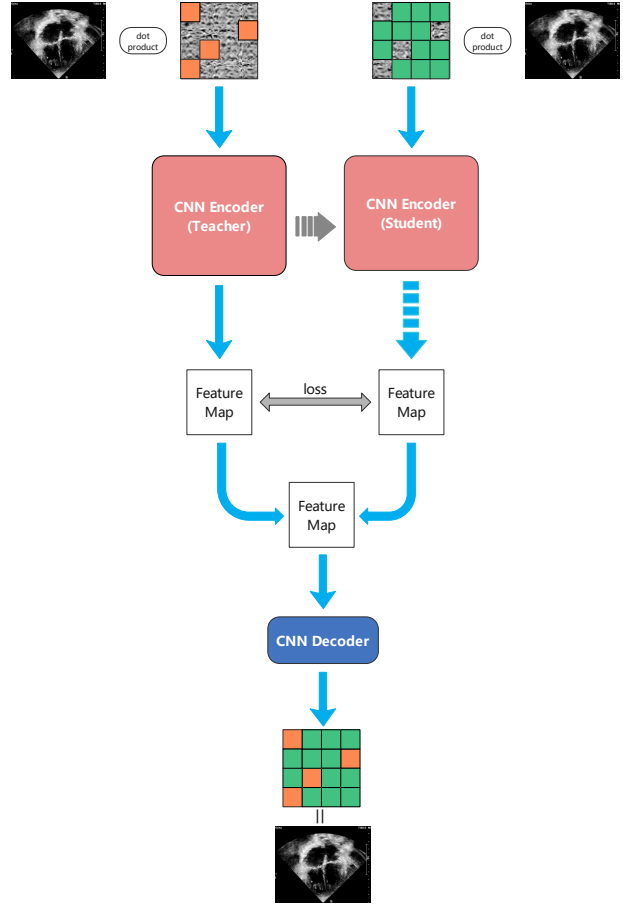 dot
product
dot
product
CNN Encoder
(Teacher)
CNN Encoder
(Student)
Feature
Map
loss
Feature
Map
Feature
Map
CNN Decoder